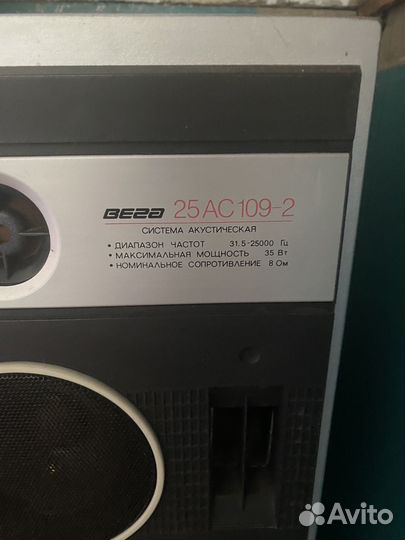 ВЕГА 25АС109-2
СИСТЕМА АКУСТИЧЕСКАЯ
• ДИАПАЗОН ЧАСТОТ 31.5-25000 Гц
• МАКСИМАЛЬНАЯ МОЩНОСТЬ 35 Вт
• НОМИНАЛЬНОЕ СОПРОТИВЛЕНИЕ 8 Ом
Avito